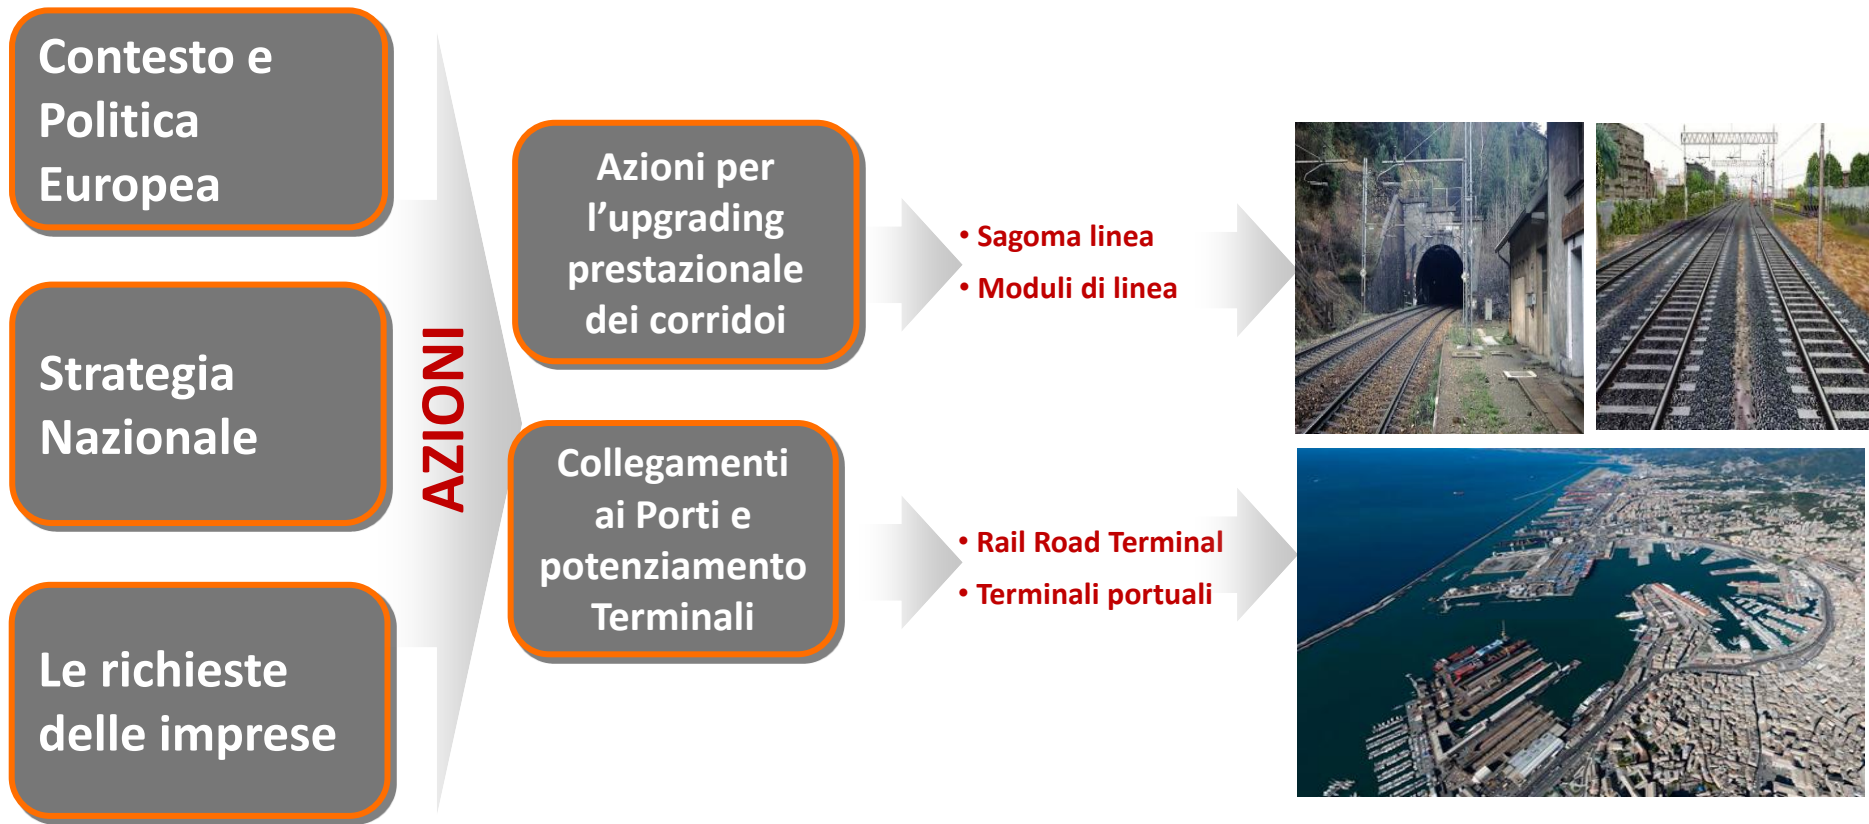 Contesto e
Politica
Europea
Strategia
Nazionale
Le richieste
delle imprese
AZIONI
Azioni per
l’upgrading
prestazionale
dei corridoi
• Sagoma linea
• Moduli di linea
Collegamenti
ai Porti e
potenziamento
Terminali
• Rail Road Terminal
• Terminali portuali